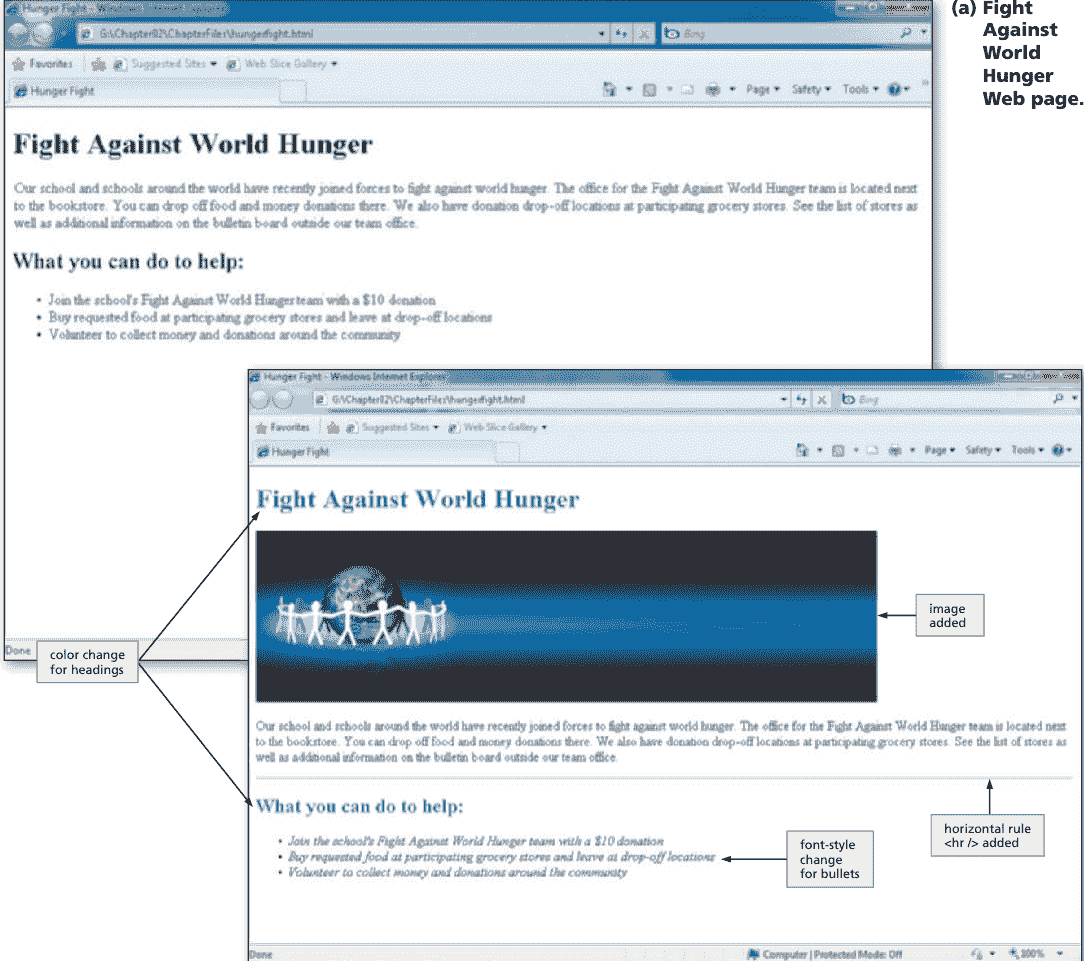 Hunger Fight - Windows Internet Explorer
G:\Chapter02\ChapterFiles\hungerfight.html
Bing
Favorites
Suggested Sites
Web Slice Gallery
Hunger Fight
Page
Safety
Tools
»
(a) Fight
Against
World
Hunger
Web page.
Fight Against World Hunger
Our school and schools around the world have recently joined forces to fight against world hunger. The office for the Fight Against World Hunger team is located next
to the bookstore. You can drop off food and money donations there. We also have donation drop-off locations at participating grocery stores. See the list of stores as
well as additional information on the bulletin board outside our team office.
What you can do to help:
• Join the school's Fight Against World Hunger team with a $10 donation
• Buy requested food at participating grocery stores and leave at drop-off locations
• Volunteer to collect money and donations around the community
Done
Hunger Fight - Windows Internet Explorer
G:\Chapter02\ChapterFiles\hungerfight.html
Bing
Favorites
Suggested Sites
Web Slice Gallery
Hunger Fight
Page
Safety
Tools
Fight Against World Hunger
image
added
color change
for headings
Our school and schools around the world have recently joined forces to fight against world hunger. The office for the Fight Against World Hunger team is located next
to the bookstore. You can drop off food and money donations there. We also have donation drop-off locations at participating grocery stores. See the list of stores as
well as additional information on the bulletin board outside our team office.
What you can do to help:
• Join the school's Fight Against World Hunger team with a $10 donation
• Buy requested food at participating grocery stores and leave at drop-off locations
• Volunteer to collect money and donations around the community
horizontal rule
<hr /> added
font-style
change
for bullets
Done
Computer | Protected Mode: Off
100%